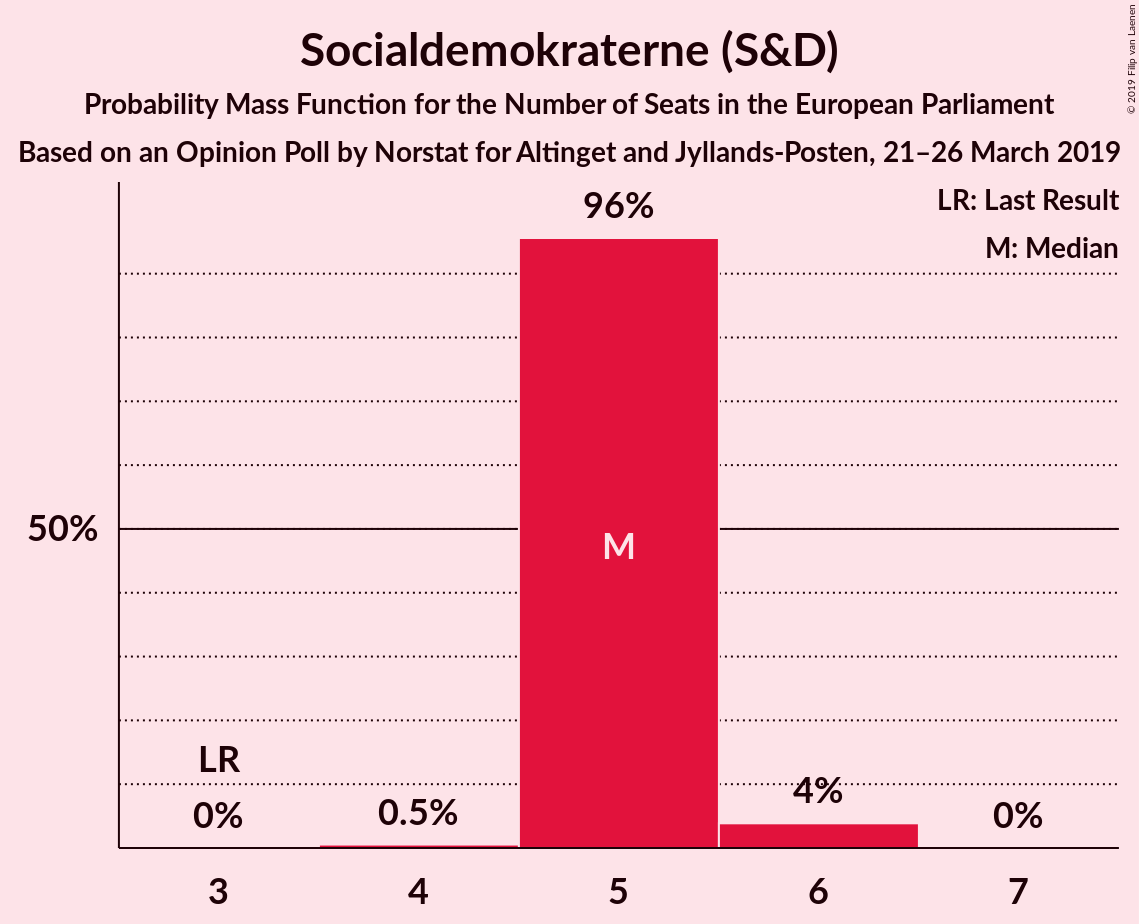 Socialdemokraterne (S&D)
Probability Mass Function for the Number of Seats in the European Parliament
Based on an Opinion Poll by Norstat for Altinget and Jyllands-Posten, 21–26 March 2019
© 2019 Filip van Laenen
LR: Last Result
M: Median
96%
50%
M
LR
0%
0.5%
4%
0%
3
4
5
6
7